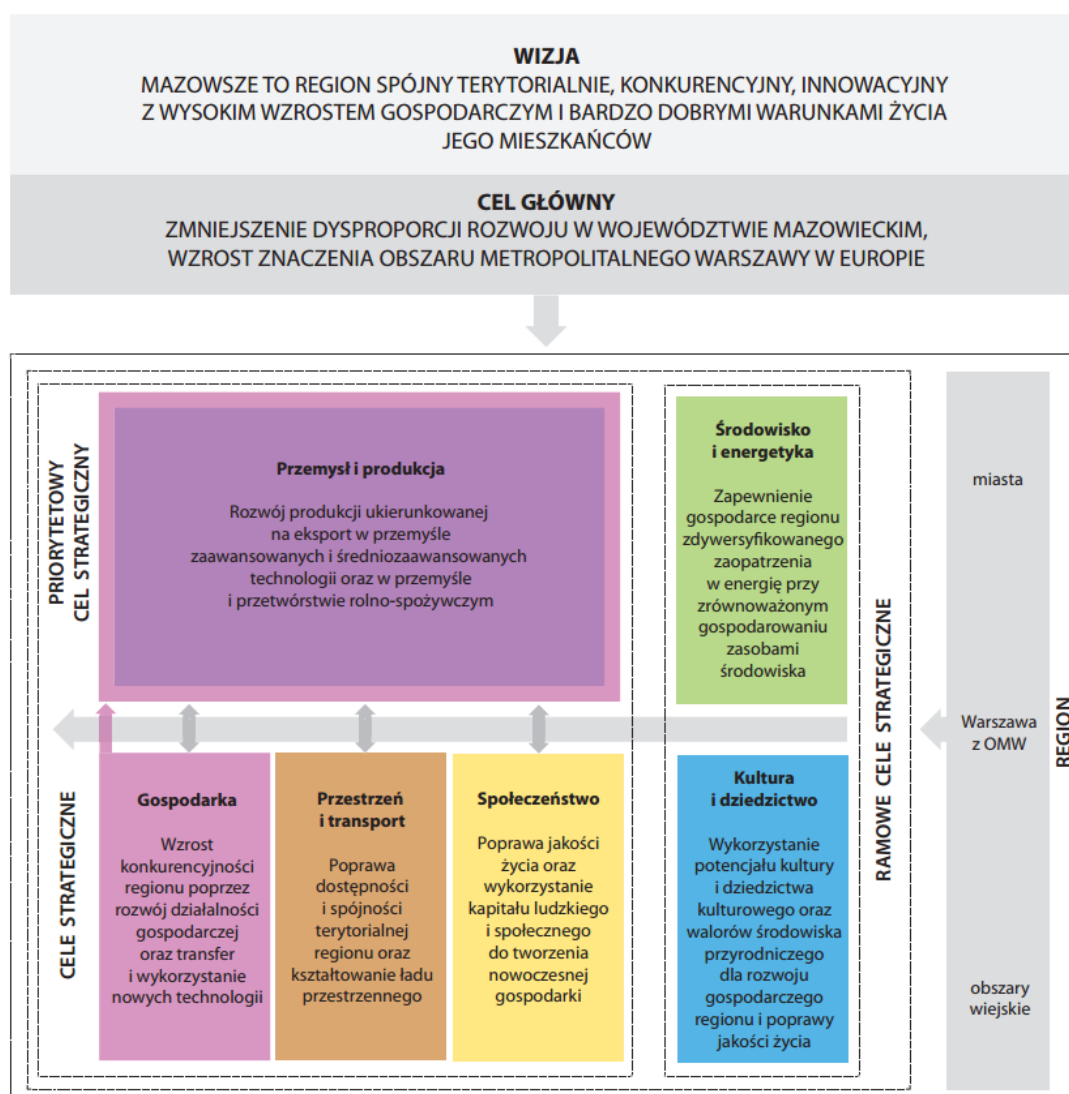 WIZJA
MAZOWSZE TO REGION SPÓJNY TERYTORIALNIE, KONKURENCYJNY, INNOWACYJNY
Z WYSOKIM WZROSTEM GOSPODARCZYM I BARDZO DOBRYMI WARUNKAMI ŻYCIA
JEGO MIESZKAŃCÓW
CEL GŁÓWNY
ZMNIEJSZENIE DYSPROPORCJI ROZWOJU W WOJEWÓDZTWIE MAZOWIECKIM,
WZROST ZNACZENIA OBSZARU METROPOLITALNEGO WARSZAWY W EUROPIE
PRIORYTETOWY
CEL STRATEGICZNY
Przemysł i produkcja
Rozwój produkcji ukierunkowanej
na eksport w przemyśle
zaawansowanych i średniozaawansowanych
technologii oraz w przemyśle
i przetwórstwie rolno-spożywczym
Środowisko
i energetyka
Zapewnienie
gospodarce regionu
zdywersyfikowanego
zaopatrzenia
w energię przy
zrównoważonym
gospodarowaniu
zasobami
środowiska
CELE STRATEGICZNE
Gospodarka
Wzrost
konkurencyjności
regionu poprzez
rozwój działalności
gospodarczej
oraz transfer
i wykorzystanie
nowych technologii
Przestrzeń
i transport
Poprawa
dostępności
i spójności
terytorialnej
regionu oraz
kształtowanie ładu
przestrzennego
Społeczeństwo
Poprawa jakości
życia oraz
wykorzystanie
kapitału ludzkiego
i społecznego
do tworzenia
nowoczesnej
gospodarki
Kultura
i dziedzictwo
Wykorzystanie
potencjału kultury
i dziedzictwa
kulturowego oraz
walorów środowiska
przyrodniczego
dla rozwoju
gospodarczego
regionu i poprawy
jakości życia
RAMOWE CELE STRATEGICZNE
miasta
Warszawa
z OMW
obszary
wiejskie
REGION